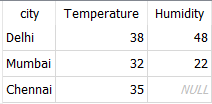 city Temperature Humidity
Delhi 38 48
Mumbai 32 22
Chennai 35 NULL